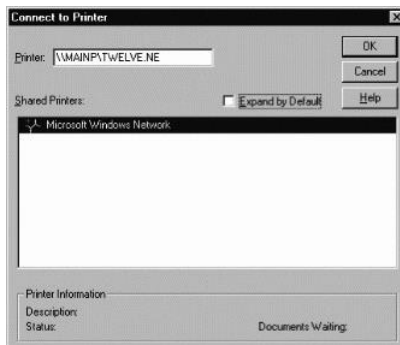 Connect to Printer
Printer: \\MAINP\TWELVE.NE
OK
Cancel
Shared Printers:
Expand by Default
Help
Microsoft Windows Network
Printer Information
Description:
Status:
Documents Waiting: